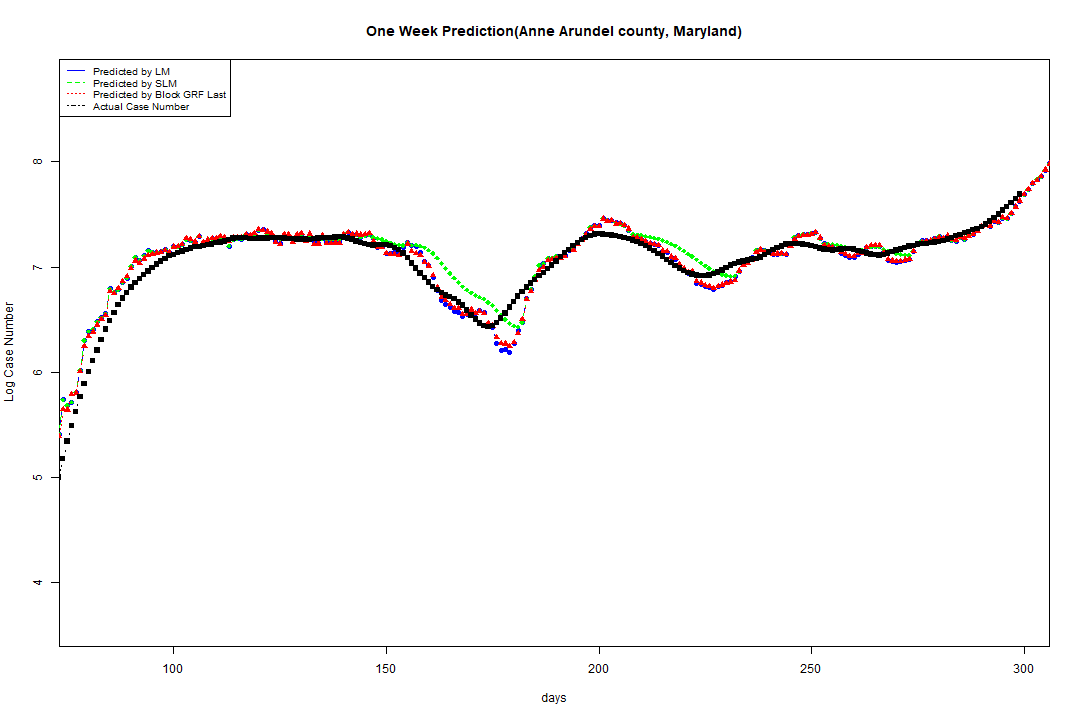 One Week Prediction(Anne Arundel county, Maryland)
Predicted by LM
Predicted by SLM
Predicted by Block GRF Last
Actual Case Number
8
7
6
5
4
Log Case Number
100 150 200 250 300
days